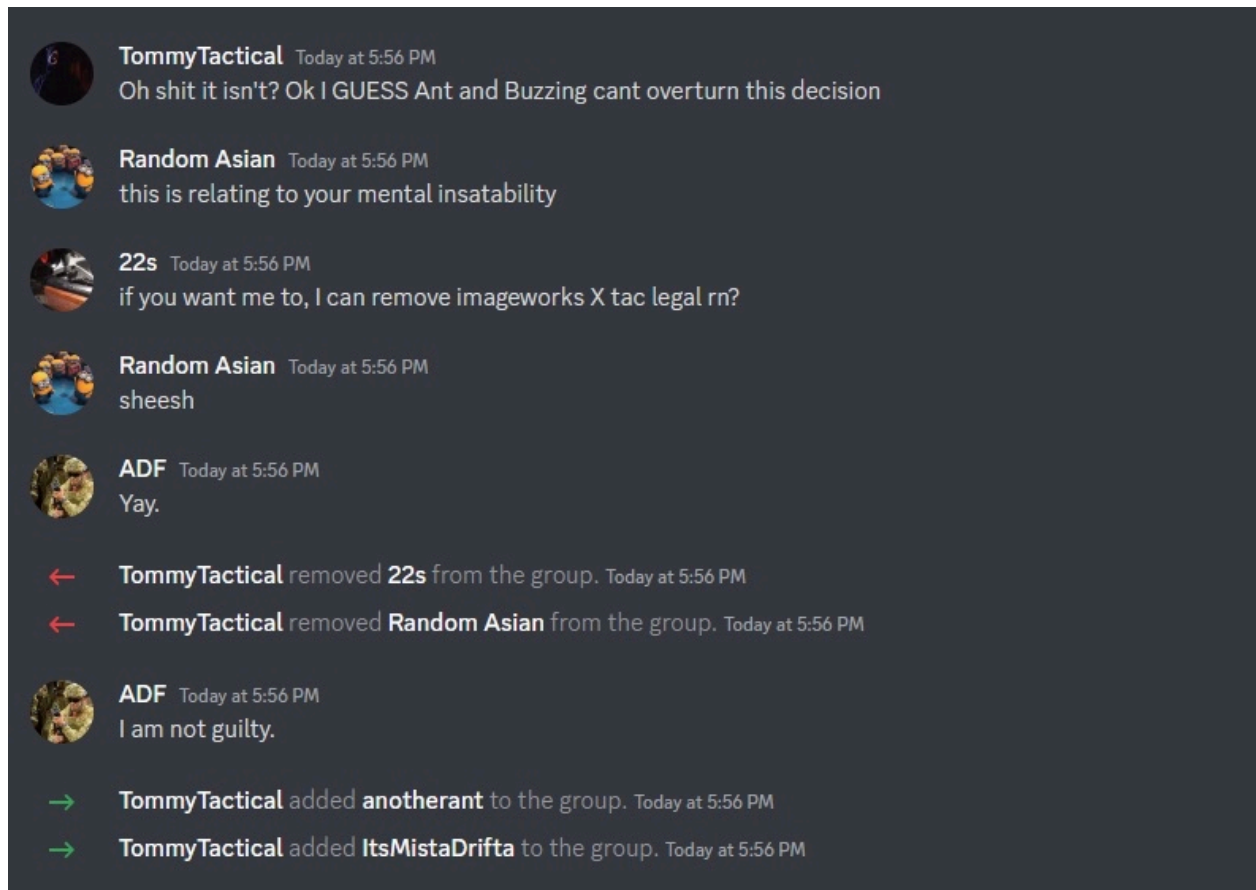 TommyTactical Today at 5:56 PM
Oh shit it isn't? Ok I GUESS Ant and Buzzing cant overturn this decision
Random Asian Today at 5:56 PM
this is relating to your mental insatability
22s Today at 5:56 PM
if you want me to, I can remove imageworks X tac legal rn?
Random Asian Today at 5:56 PM
sheesh
ADF Today at 5:56 PM
Yay.
TommyTactical removed 22s from the group. Today at 5:56 PM
TommyTactical removed Random Asian from the group. Today at 5:56 PM
ADF Today at 5:56 PM
I am not guilty.
TommyTactical added anotherant to the group. Today at 5:56 PM
TommyTactical added ItsMistaDrifta to the group. Today at 5:56 PM